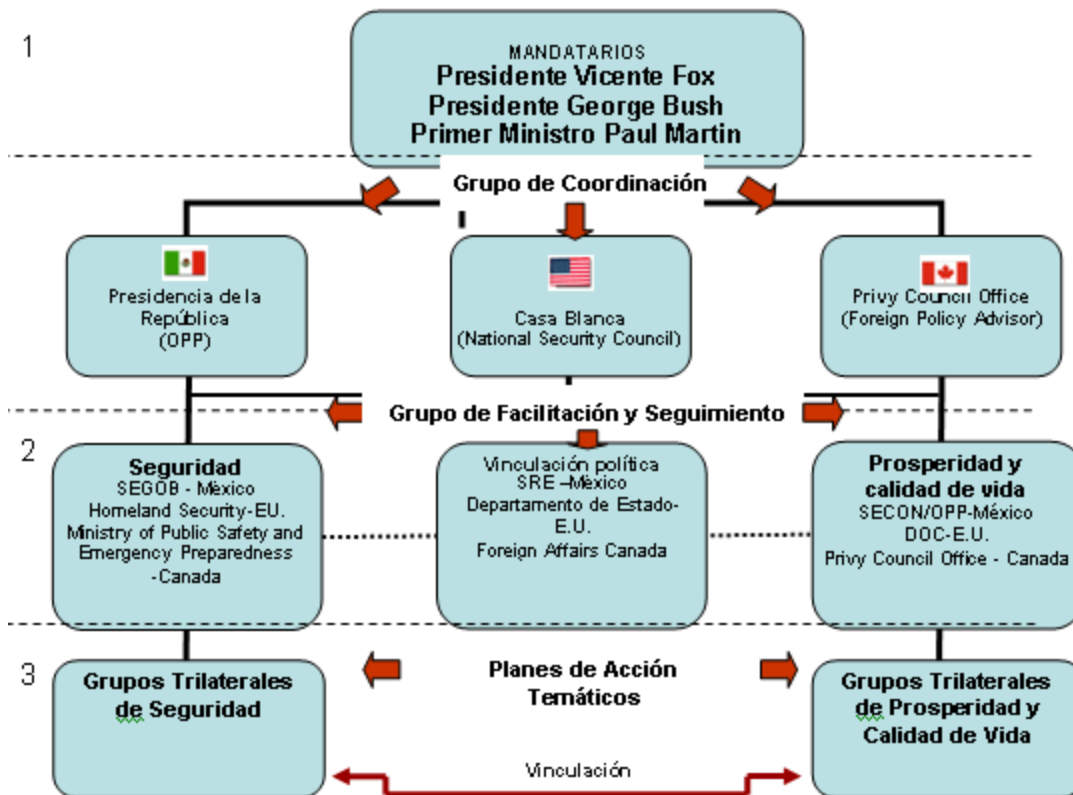 1
MANDATARIOS
Presidente Vicente Fox
Presidente George Bush
Primer Ministro Paul Martin
Grupo de Coordinación
Presidencia de la
República
(OPP)
Casa Blanca
(National Security Council)
Privy Council Office
(Foreign Policy Advisor)
Grupo de Facilitación y Seguimiento
2
Seguridad
SEGOB - México
Homeland Security-EU.
Ministry of Public Safety and
Emergency Preparedness
-Canada
Vinculación política
SRE –México
Departamento de Estado-
E.U.
Foreign Affairs Canada
Prosperidad y
calidad de vida
SECON/OPP-México
DOC-E.U.
Privy Council Office - Canada
3
Grupos Trilaterales
de Seguridad
Planes de Acción
Temáticos
Grupos Trilaterales
de Prosperidad y
Calidad de Vida
Vinculación